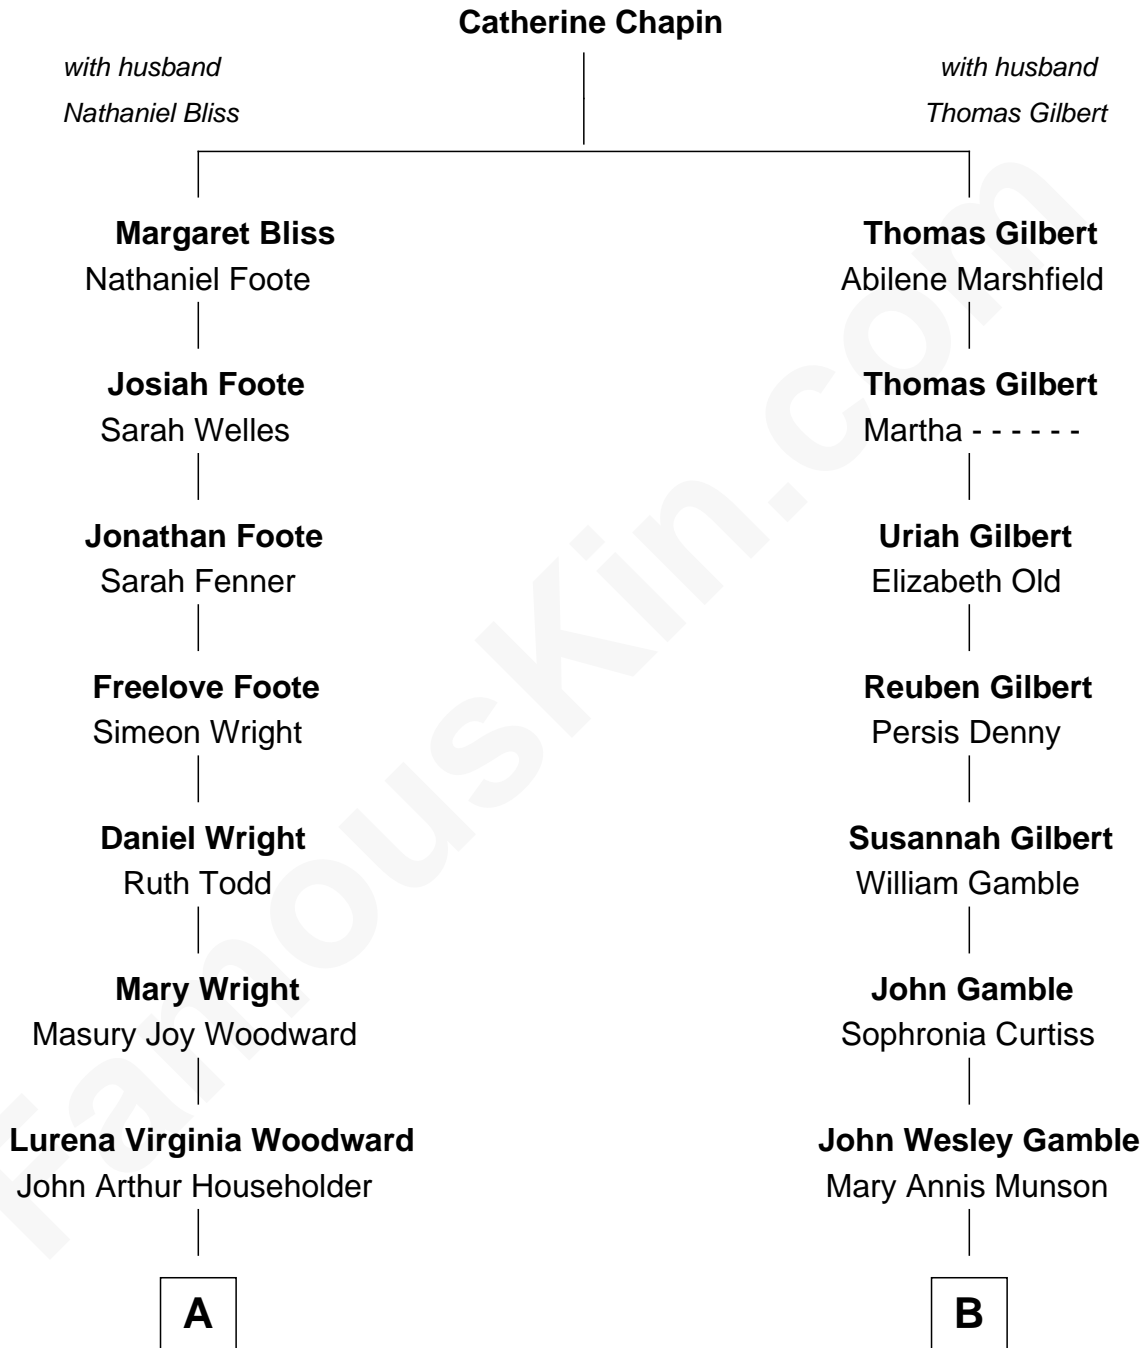 Catherine Chapin
with husband
Nathaniel Bliss
with husband
Thomas Gilbert
Margaret Bliss
Nathaniel Foote
Thomas Gilbert
Abilene Marshfield
Josiah Foote
Sarah Welles
Thomas Gilbert
Martha - - - - - -
Jonathan Foote
Sarah Fenner
Uriah Gilbert
Elizabeth Old
Freelove Foote
Simeon Wright
Reuben Gilbert
Persis Denny
Daniel Wright
Ruth Todd
Susannah Gilbert
William Gamble
Mary Wright
Masury Joy Woodward
John Gamble
Sophronia Curtiss
Lurena Virginia Woodward
John Arthur Householder
John Wesley Gamble
Mary Annis Munson
A
B
FamousKin.com